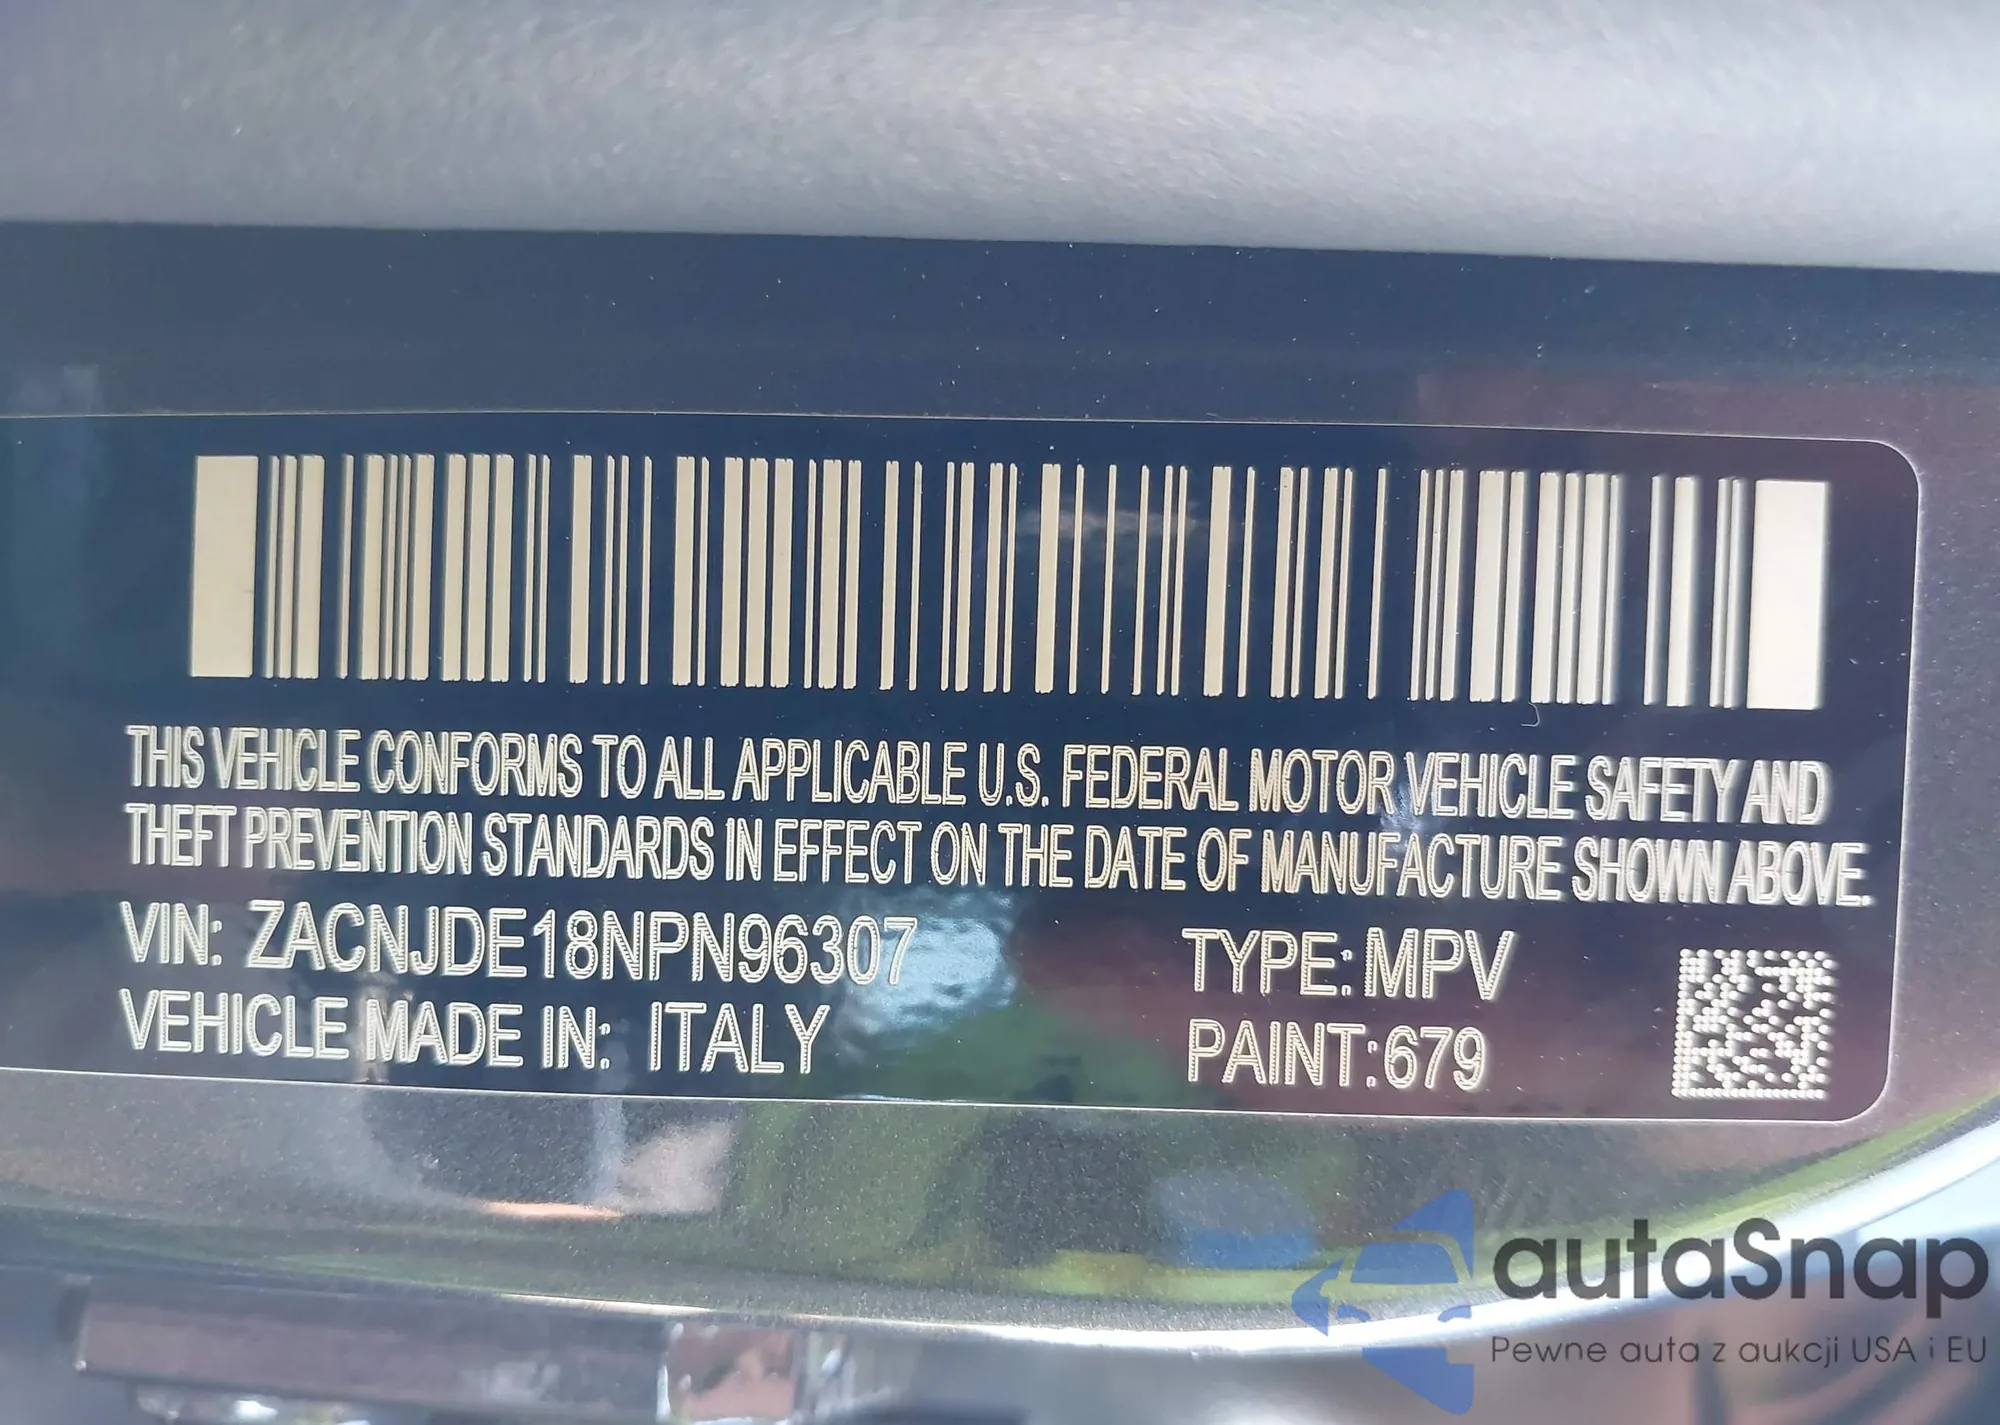 THIS VEHICLE CONFORMS TO ALL APPLICABLE U.S. FEDERAL MOTOR VEHICLE SAFETY AND
THEFT PREVENTION STANDARDS IN EFFECT ON THE DATE OF MANUFACTURE SHOWN ABOVE.
VIN: ZACNJDE18NPN96307 TYPE: MPV
VEHICLE MADE IN: ITALY PAINT:679
autaSnap
Pewne auta z aukcji USA i EU